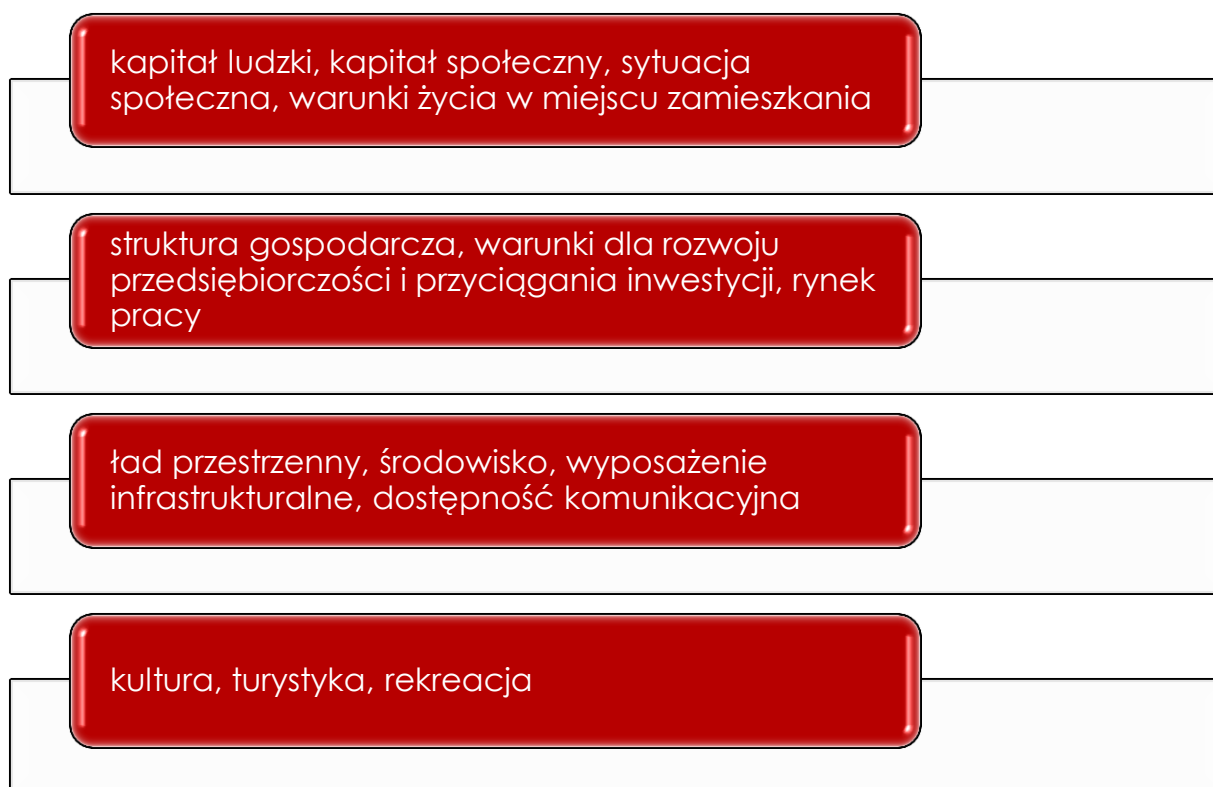 kapitał ludzki, kapitał społeczny, sytuacja
społeczna, warunki życia w miejscu zamieszkania
struktura gospodarcza, warunki dla rozwoju
przedsiębiorczości i przyciągania inwestycji, rynek
pracy
ład przestrzenny, środowisko, wyposażenie
infrastrukturalne, dostępność komunikacyjna
kultura, turystyka, rekreacja